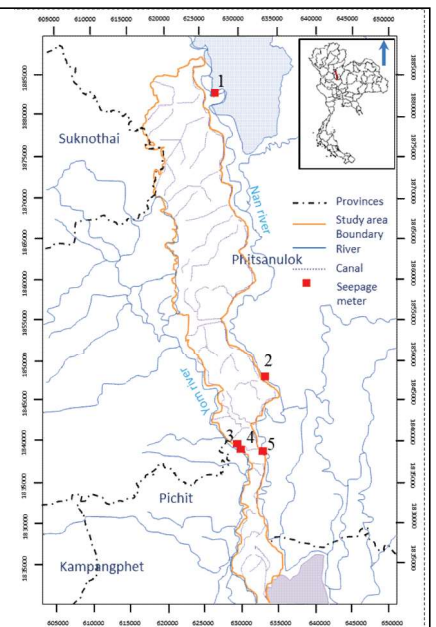 605000 610000 615000 620000 625000 630000 635000 640000 645000 650000
1885000
1
1880000
Suknothai
1875000
1870000
Nan river
Provinces
Study area
Boundary
River
Canal
Seepage
meter
1865000
Phitsanulok
1855000
1850000
2
1845000
Yom river
1840000
3 4 5
1835000
Pichit
1830000
Kampangphet
605000 610000 615000 620000 625000 630000 635000 640000 645000 650000